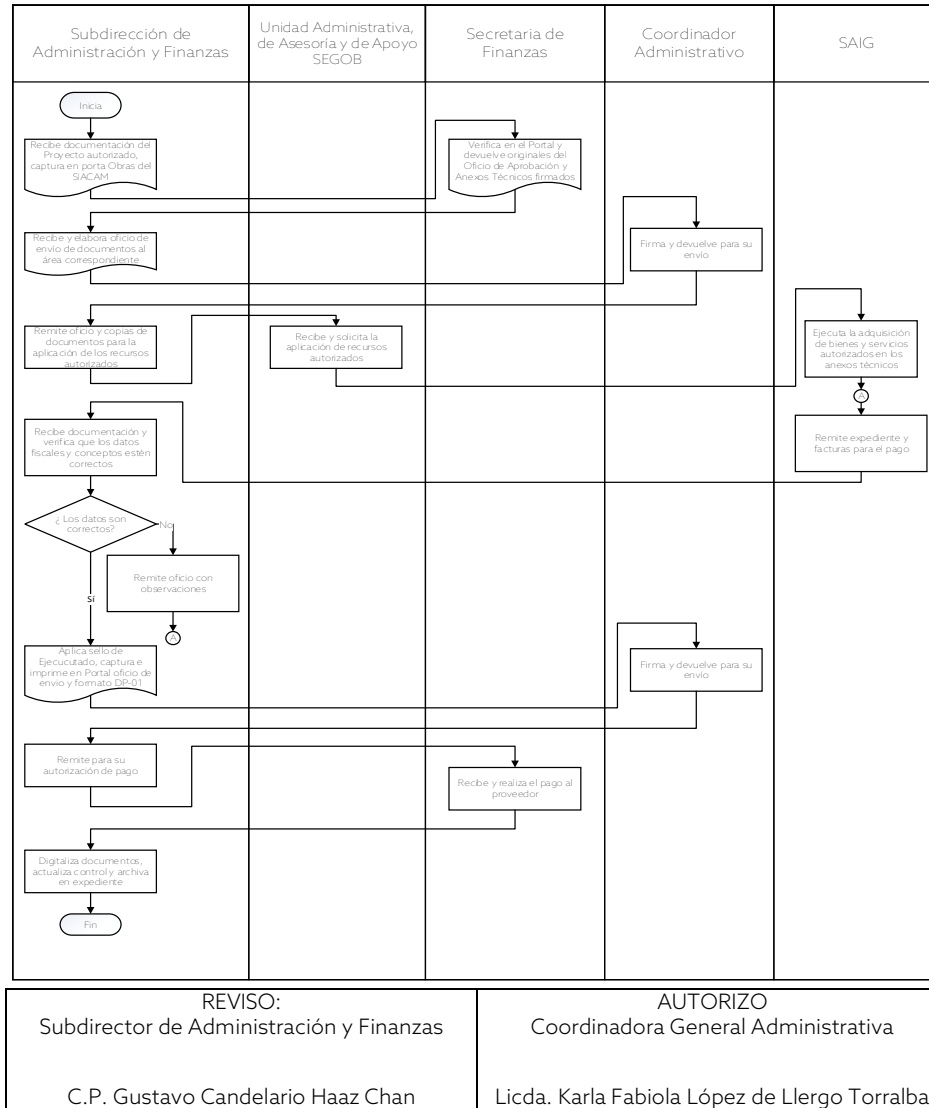 Subdirección de
Administración y Finanzas
Unidad Administrativa,
de Asesoría y de Apoyo
SEGOB
Secretaria de
Finanzas
Coordinador
Administrativo
SAIG
Inicia
Recibe documentación del
Proyecto autorizado,
captura en porta Obras del
SIACAM
Verifica en el Portal y
devuelve originales del
Oficio de Aprobación y
Anexos Técnicos firmados
Recibe y elabora oficio de
envío de documentos al
área correspondiente
Firma y devuelve para su
envío
Remite oficio y copias de
documentos para la
aplicación de los recursos
autorizados
Recibe y solicita la
aplicación de recursos
autorizados
Ejecuta la adquisición
de bienes y servicios
autorizados en los
anexos técnicos
A
Recibe documentación y
verifica que los datos
fiscales y conceptos estén
correctos
Remite expediente y
facturas para el pago
¿ Los datos son
correctos?
No
Remite oficio con
observaciones
Sí
A
Aplica sello de
Ejecucutado, captura e
imprime en Portal oficio de
envio y formato DP-01
Firma y devuelve para su
envío
Remite para su
autorización de pago
Recibe y realiza el pago al
proveedor
Digitaliza documentos,
actualiza control y archiva
en expediente
Fin
REVISO:
Subdirector de Administración y Finanzas
C.P. Gustavo Candelario Haaz Chan
AUTORIZO
Coordinadora General Administrativa
Licda. Karla Fabiola López de Llergo Torralba